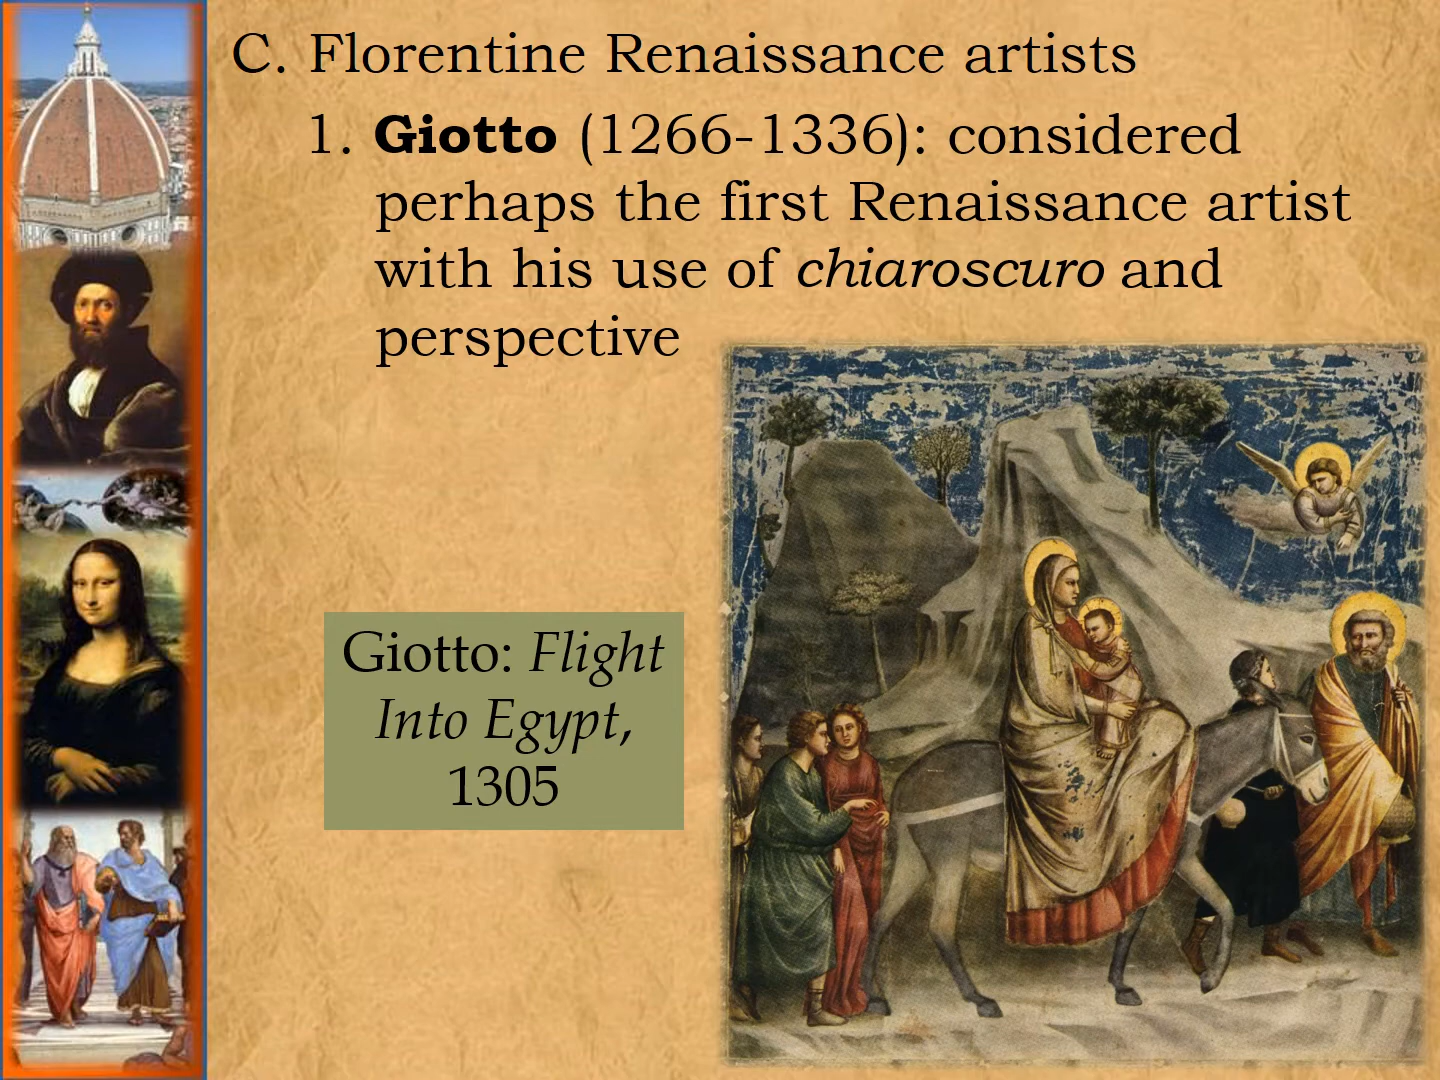 C. Florentine Renaissance artists
1. Giotto (1266-1336): considered
perhaps the first Renaissance artist
with his use of chiaroscuro and
perspective
Giotto: Flight
Into Egypt,
1305